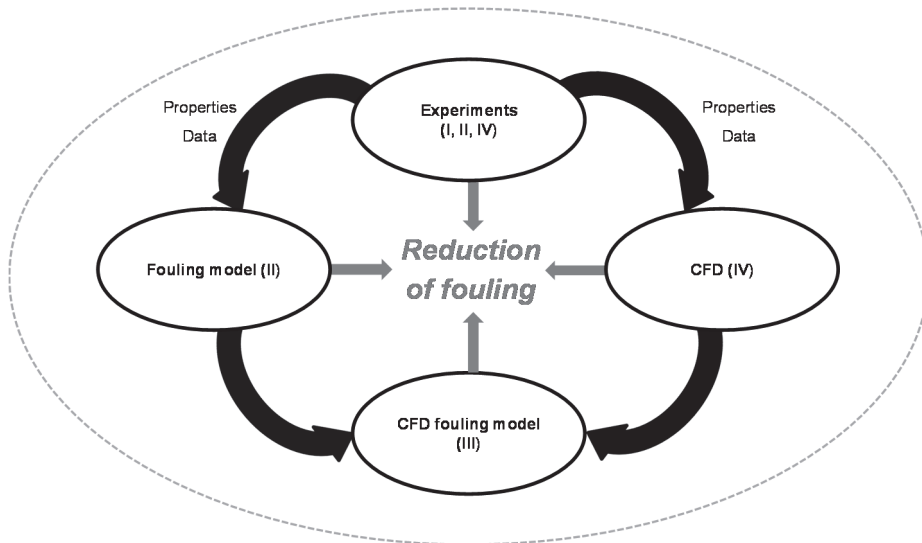 Experiments
(I, II, IV)
Properties
Data
Properties
Data
Fouling model (II)
Reduction
of fouling
CFD (IV)
CFD fouling model
(III)